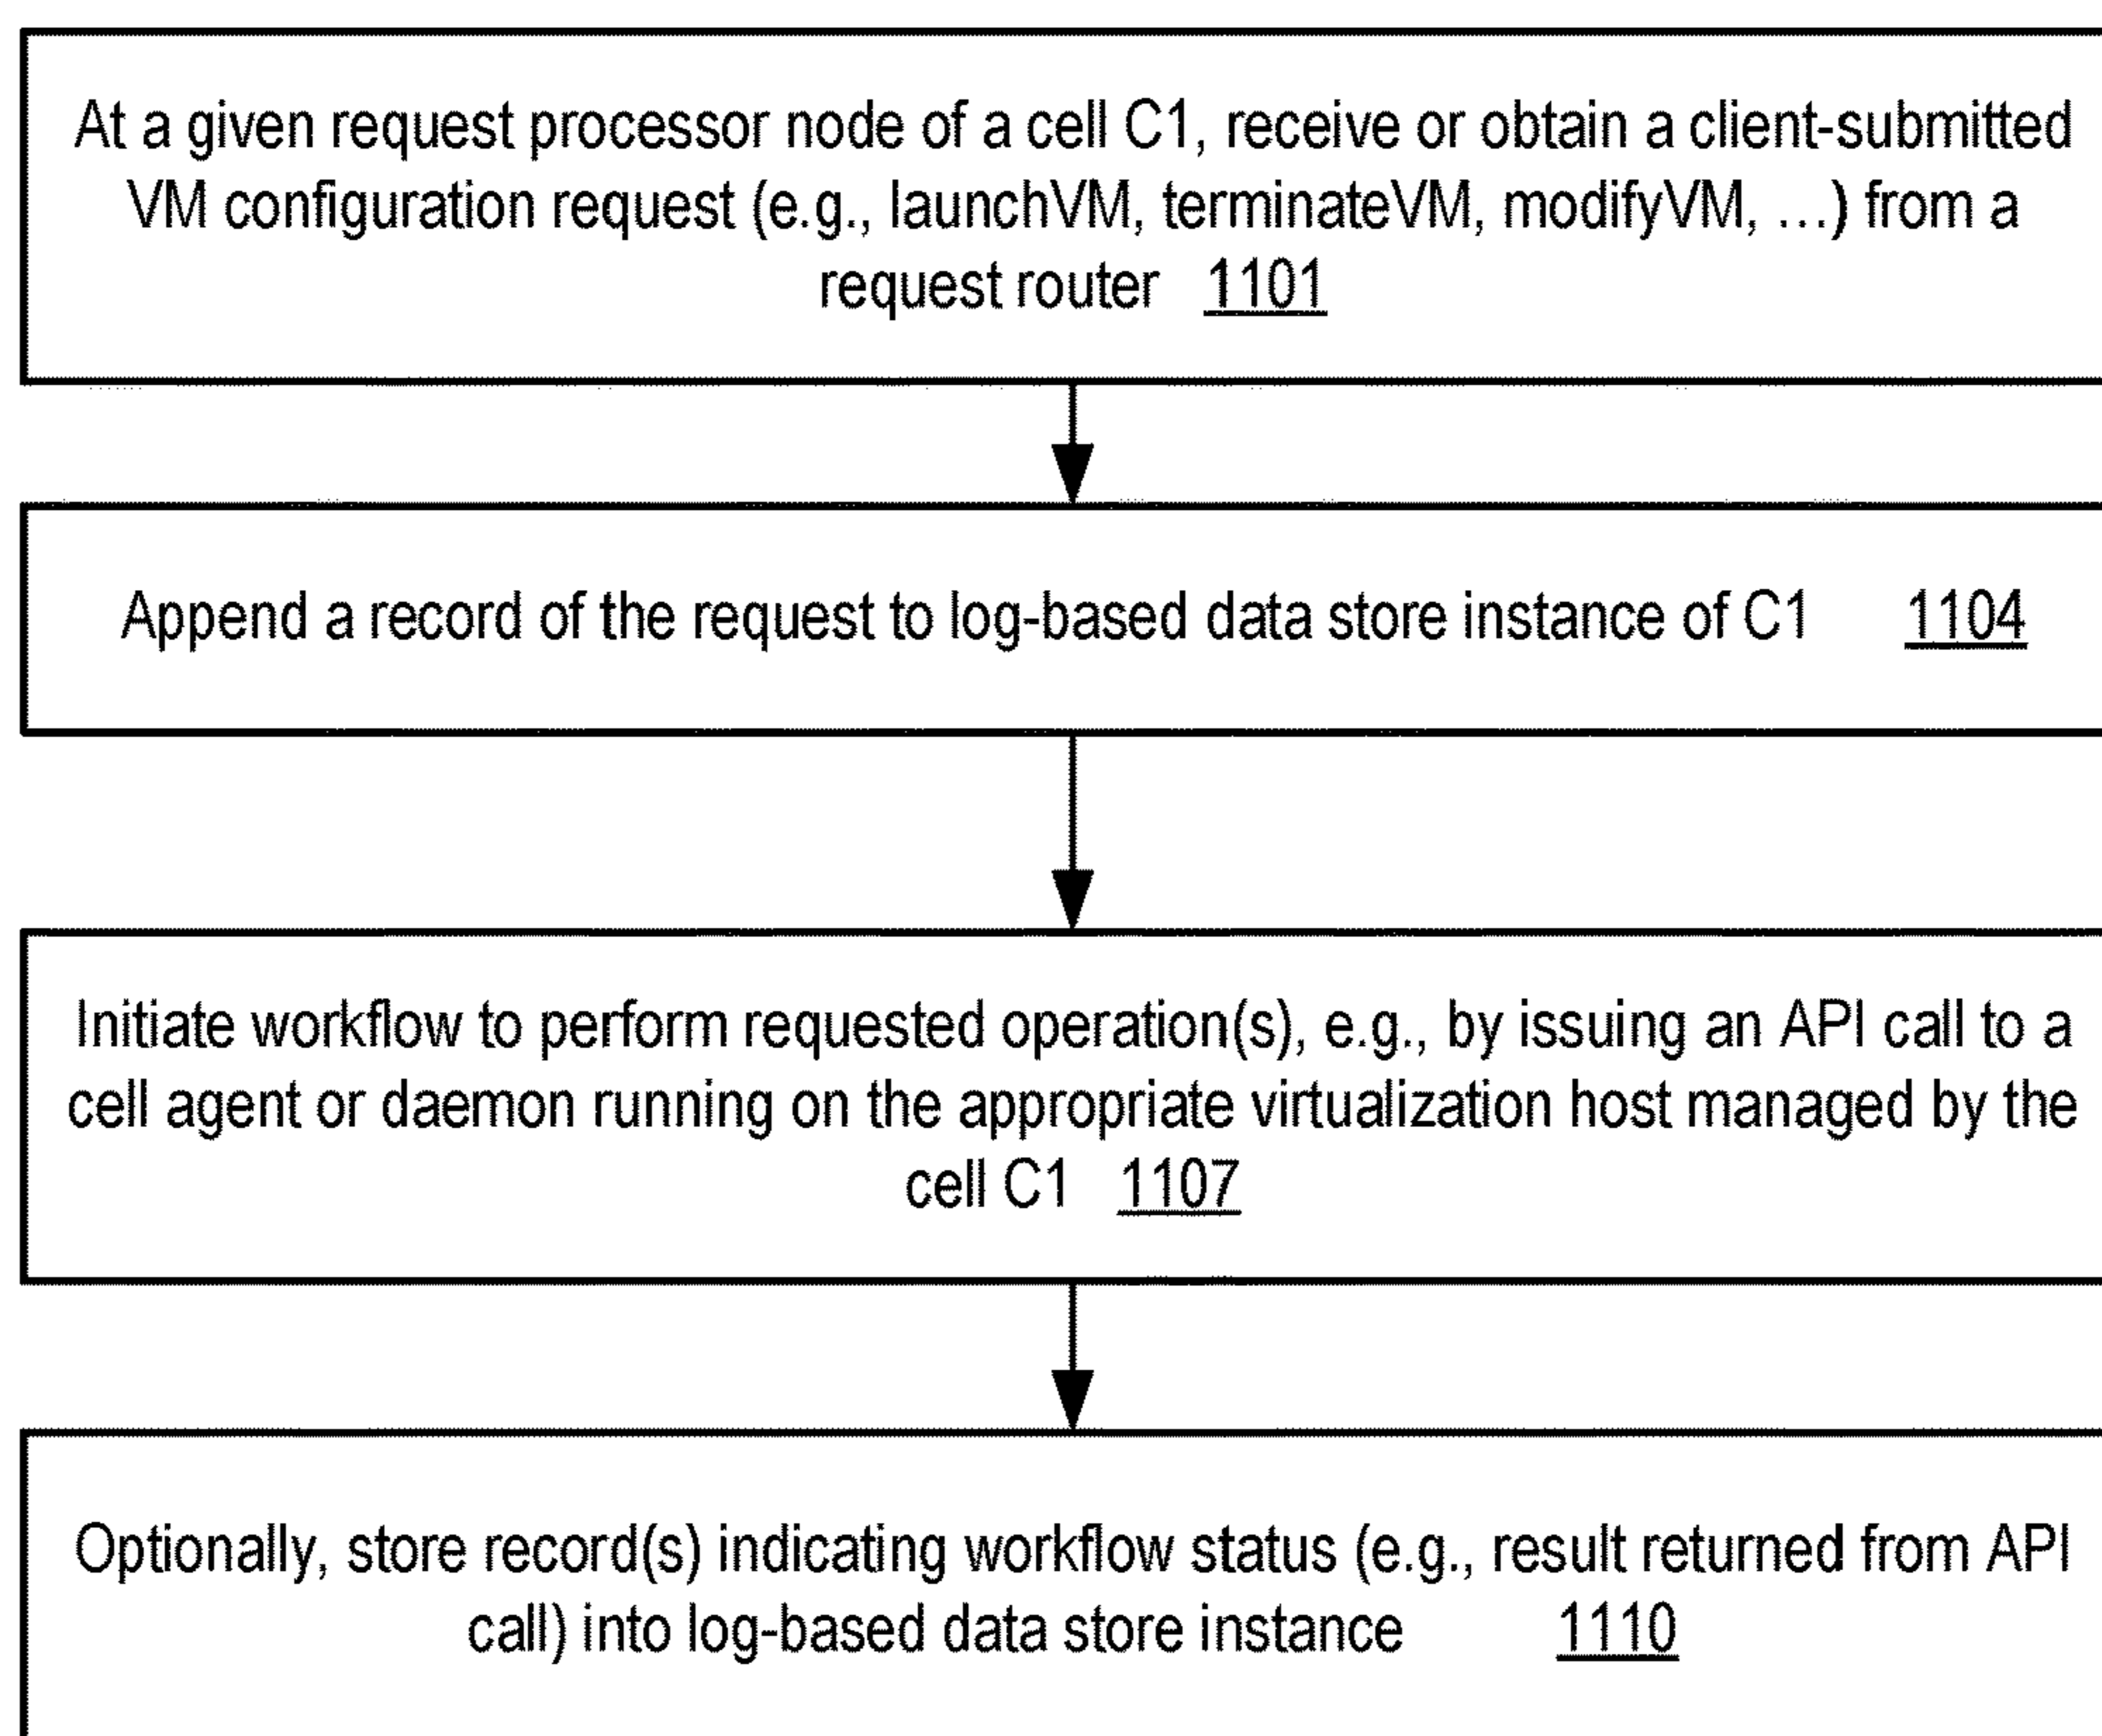 At a given request processor node of a cell C1, receive or obtain a client-submitted
VM configuration request (e.g., launchVM, terminateVM, modifyVM, …) from a
request router 1101
Append a record of the request to log-based data store instance of C1 1104
Initiate workflow to perform requested operation(s), e.g., by issuing an API call to a
cell agent or daemon running on the appropriate virtualization host managed by the
cell C1 1107
Optionally, store record(s) indicating workflow status (e.g., result returned from API
call) into log-based data store instance 1110